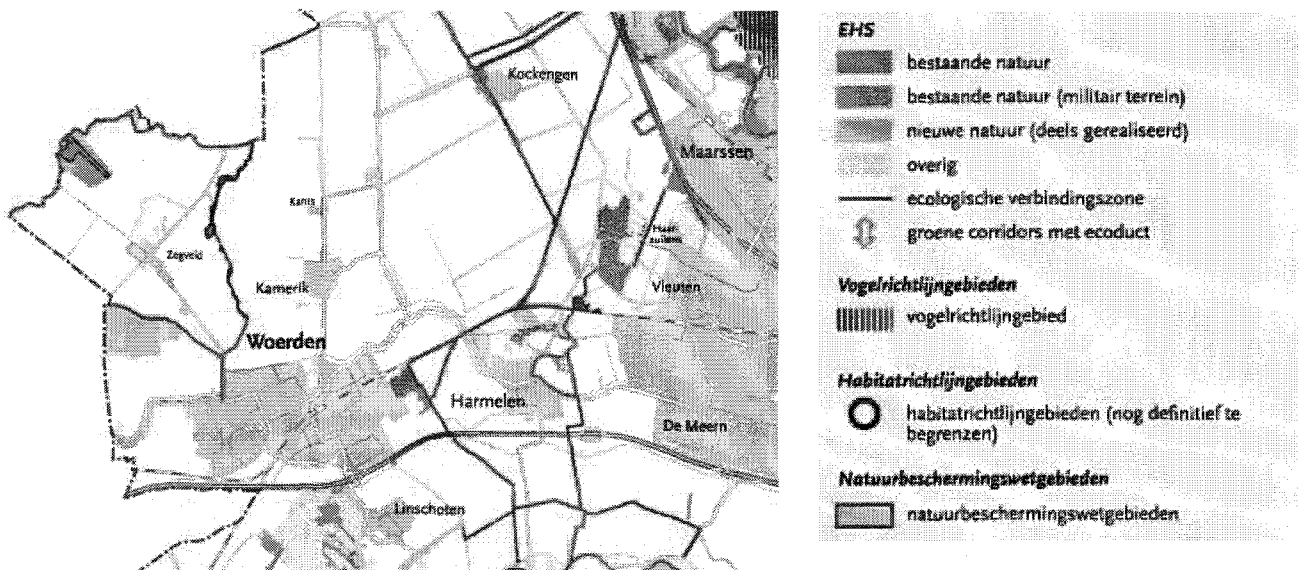 Kockengen
Maarssen
Kanis
Haar-
zuilens
Zegveld
Kamerik
Vleuten
Woerden
Harmelen
De Meern
Linschoten
EHS
bestaande natuur
bestaande natuur (militair terrein)
nieuwe natuur (deels gerealiseerd)
overig
ecologische verbindingszone
groene corridors met ecoduct
Vogelrichtlijngebieden
vogelrichtlijngebied
Habitatrichtlijngebieden
habitatrichtlijngebieden (nog definitief te
begrenzen)
Natuurbeschermingswetgebieden
natuurbeschermingswetgebieden